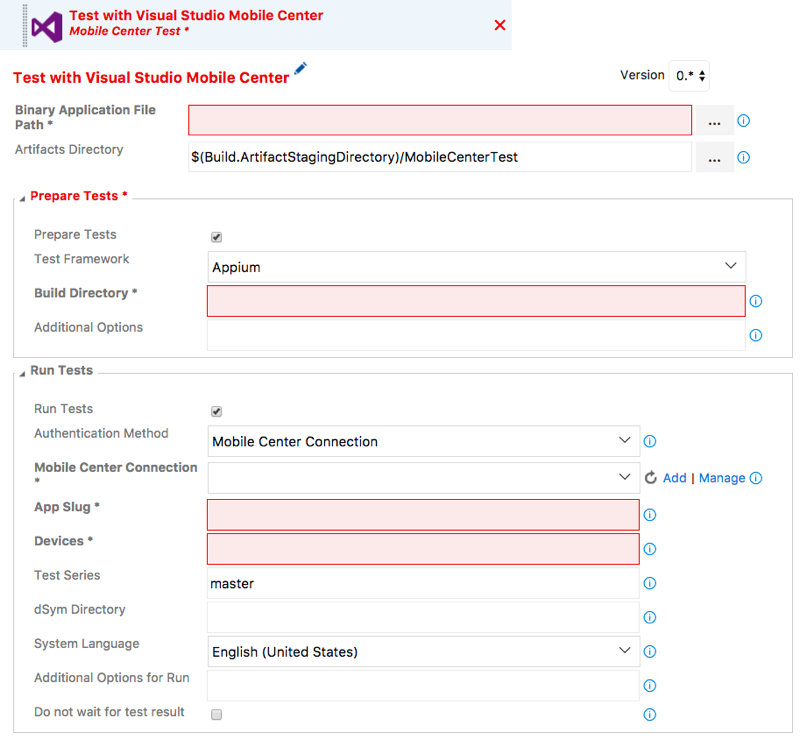 Test with Visual Studio Mobile Center
Mobile Center Test *
Test with Visual Studio Mobile Center
Version 0.*
Binary Application File
Path *
...
Artifacts Directory
$(Build.ArtifactStagingDirectory)/MobileCenterTest
...
Prepare Tests *
Prepare Tests
Test Framework
Appium
Build Directory *
Additional Options
Run Tests
Run Tests
Authentication Method
Mobile Center Connection
Mobile Center Connection
*
Add | Manage
App Slug *
Devices *
Test Series
master
dSym Directory
System Language
English (United States)
Additional Options for Run
Do not wait for test result